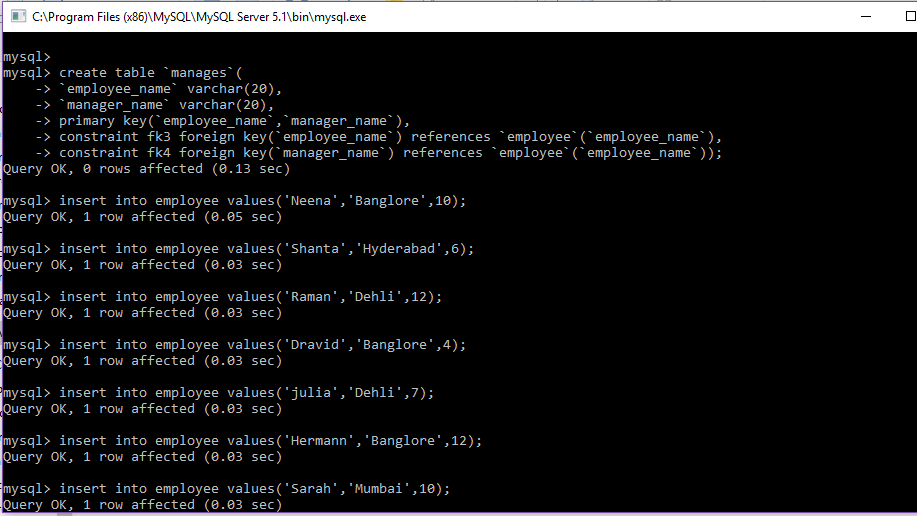 C:\Program Files (x86)\MySQL\MySQL Server 5.1\bin\mysql.exe
mysql>
mysql> create table `manages`(
    -> `employee_name` varchar(20),
    -> `manager_name` varchar(20),
    -> primary key(`employee_name`,`manager_name`),
    -> constraint fk3 foreign key(`employee_name`) references `employee`(`employee_name`),
    -> constraint fk4 foreign key(`manager_name`) references `employee`(`employee_name`));
Query OK, 0 rows affected (0.13 sec)
mysql> insert into employee values('Neena','Banglore',10);
Query OK, 1 row affected (0.05 sec)
mysql> insert into employee values('Shanta','Hyderabad',6);
Query OK, 1 row affected (0.03 sec)
mysql> insert into employee values('Raman','Dehli',12);
Query OK, 1 row affected (0.03 sec)
mysql> insert into employee values('Dravid','Banglore',4);
Query OK, 1 row affected (0.03 sec)
mysql> insert into employee values('julia','Dehli',7);
Query OK, 1 row affected (0.03 sec)
mysql> insert into employee values('Hermann','Banglore',12);
Query OK, 1 row affected (0.03 sec)
mysql> insert into employee values('Sarah','Mumbai',10);
Query OK, 1 row affected (0.03 sec)